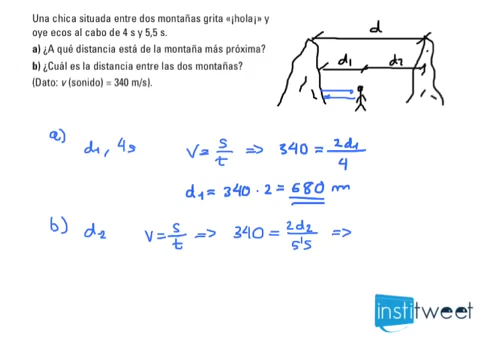 Una chica situada entre dos montañas grita «¡hola¡» y
oye ecos al cabo de 4 s y 5,5 s.
a) ¿A qué distancia está de la montaña más próxima?
b) ¿Cuál es la distancia entre las dos montañas?
(Dato: v (sonido) = 340 m/s).
d
d1 d2
a) d1, 4s v = s/t => 340 = 2d1/4
d1 = 340 · 2 = 680 m
b) d2 v = s/t => 340 = 2d2/5's =>
institweet